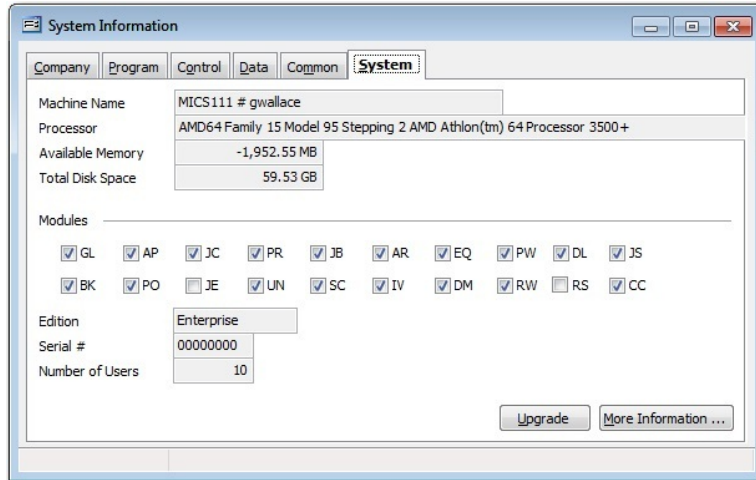 System Information
Company Program Control Data Common System
Machine Name MICS111 # gwallace
Processor AMD64 Family 15 Model 95 Stepping 2 AMD Athlon(tm) 64 Processor 3500+
Available Memory -1,952.55 MB
Total Disk Space 59.53 GB
Modules
GL AP JC PR JB AR EQ PW DL JS
BK PO JE UN SC IV DM RW RS CC
Edition Enterprise
Serial # 00000000
Number of Users 10
Upgrade More Information ...